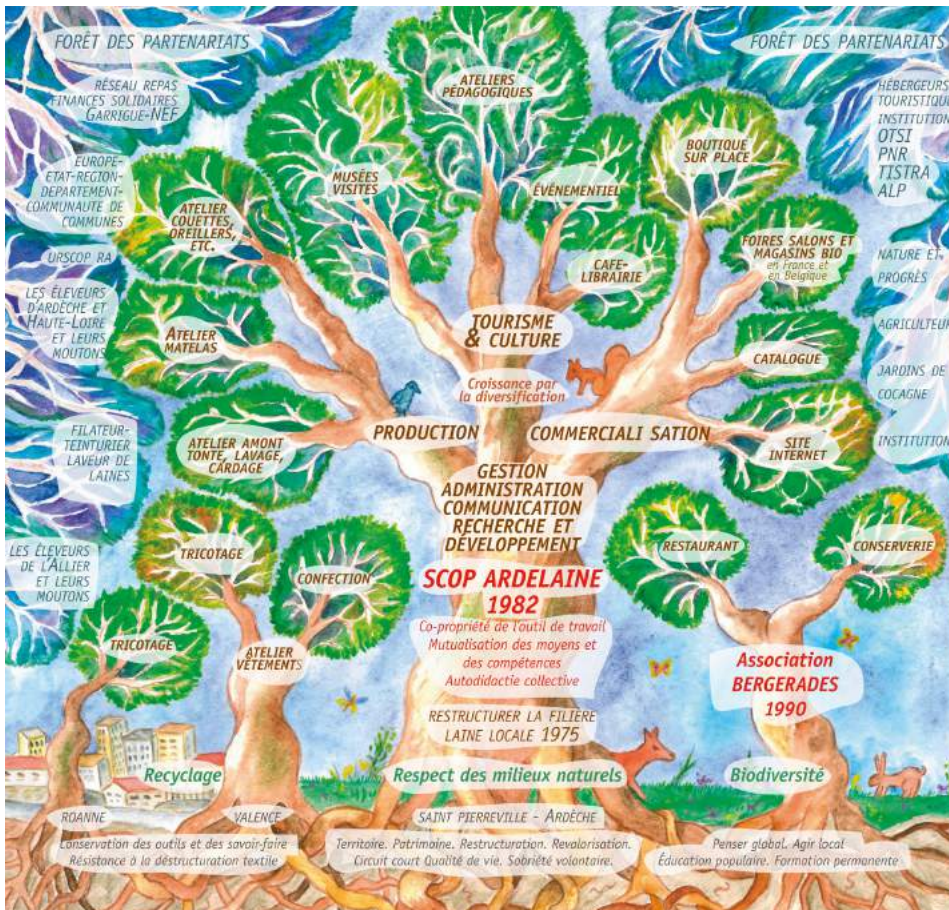 FORÊT DES PARTENARIATS
RÉSEAU REPAS
FINANCES SOLIDAIRES
GARRIGUE-NEF
EUROPE-
ETAT-REGION-
DEPARTEMENT-
COMMUNAUTE DE
COMMUNES
URSCOP RA
LES ÉLEVEURS
D'ARDÈCHE ET
HAUTE-LOIRE
ET LEURS
MOUTONS
FILATEUR-
TEINTURIER
LAVEUR DE
LAINES
LES ÉLEVEURS
DE L'ALLIER
ET LEURS
MOUTONS
FORÊT DES PARTENARIATS
HÉBERGEURS
TOURISTIQU
INSTITUTION
OTSI
PNR
TISTRA
ALP
NATURE ET
PROGRÈS
AGRICULTEU
JARDINS DE
COCAGNE
INSTITUTION
ATELIERS
PÉDAGOGIQUES
MUSÉES
VISITES
ÉVÉNEMENTIEL
BOUTIQUE
SUR PLACE
ATELIER
COUETTES,
OREILLERS,
ETC.
CAFE-
LIBRAIRIE
FOIRES SALONS ET
MAGASINS BIO
en France et
en Belgique
ATELIER
MATELAS
TOURISME
& CULTURE
CATALOGUE
Croissance par
la diversification
ATELIER AMONT
TONTE, LAVAGE,
CARDAGE
PRODUCTION
COMMERCIALI SATION
SITE
INTERNET
GESTION
ADMINISTRATION
COMMUNICATION
RECHERCHE ET
DÉVELOPPEMENT
TRICOTAGE
CONFECTION
RESTAURANT
CONSERVERIE
SCOP ARDELAINE
1982
Co-propriété de l'outil de travail
Mutualisation des moyens et
des compétences
Autodidactie collective
TRICOTAGE
ATELIER
VÊTEMENTS
Association
BERGERADES
1990
RESTRUCTURER LA FILIÈRE
LAINE LOCALE 1975
Recyclage
Respect des milieux naturels
Biodiversité
ROANNE
VALENCE
SAINT PIERREVILLE - ARDÈCHE
Conservation des outils et des savoir-faire
Résistance à la déstructuration textile
Territoire. Patrimoine. Restructuration. Revalorisation.
Circuit court Qualité de vie. Sobriété volontaire.
Penser global. Agir local
Éducation populaire. Formation permanente